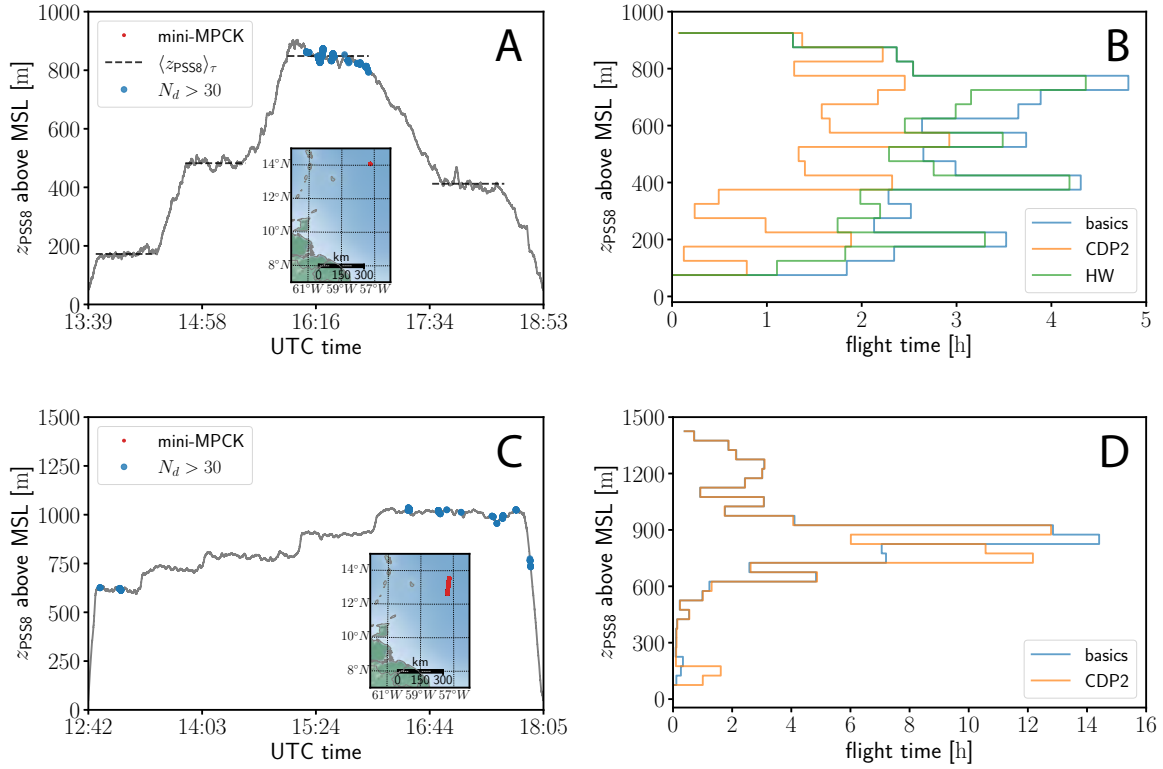 A
mini-MPCK
⟨z_PSS8⟩_τ
N_d > 30
z_PSS8 above MSL [m]
1000
800
600
400
200
0
13:39
14:58
16:16
17:34
18:53
UTC time
14°N
12°N
10°N
8°N
km
0 150 300
61°W 59°W 57°W
B
z_PSS8 above MSL [m]
1000
800
600
400
200
0
basics
CDP2
HW
0 1 2 3 4 5
flight time [h]
C
mini-MPCK
N_d > 30
z_PSS8 above MSL [m]
1500
1250
1000
750
500
250
0
12:42
14:03
15:24
16:44
18:05
UTC time
14°N
12°N
10°N
8°N
km
0 150 300
61°W 59°W 57°W
D
z_PSS8 above MSL [m]
1500
1200
900
600
300
0
basics
CDP2
0 2 4 6 8 10 12 14 16
flight time [h]